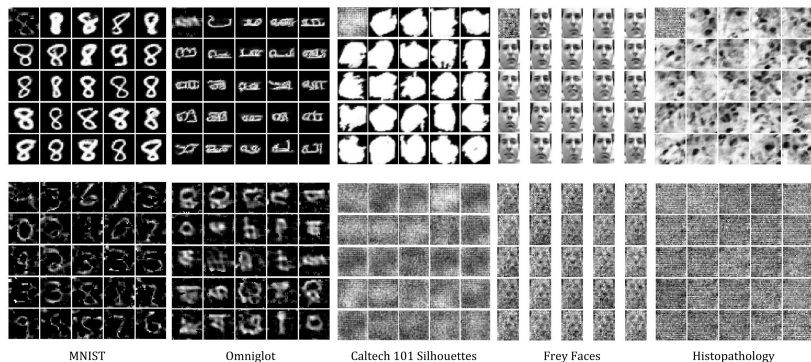 MNIST
Omniglot
Caltech 101 Silhouettes
Frey Faces
Histopathology